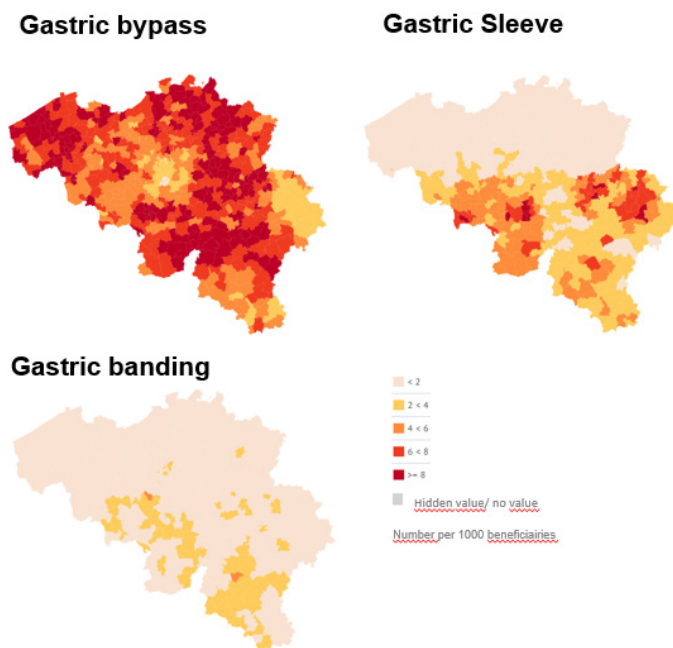 Gastric bypass
Gastric Sleeve
Gastric banding
< 2
2 < 4
4 < 6
6 < 8
>= 8
Hidden value/ no value
Number per 1000 beneficiairies